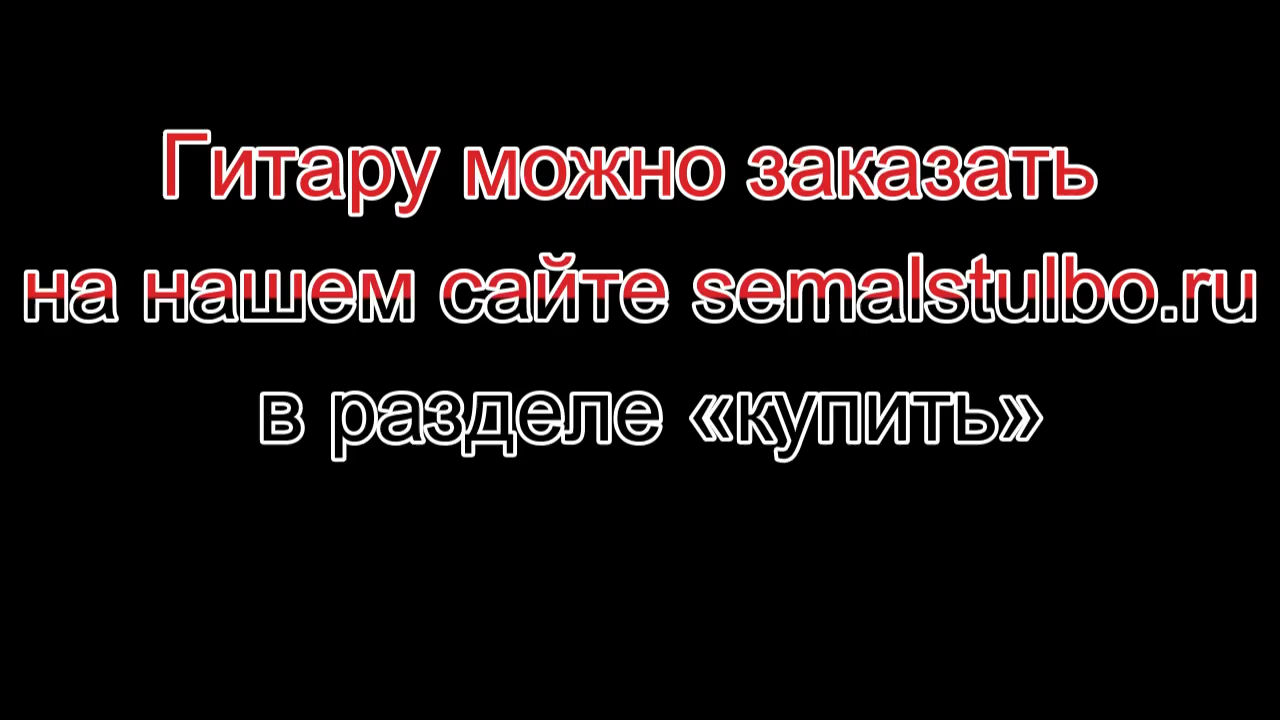 Гитару можно заказать
на нашем сайте semalstulbo.ru
в разделе «купить»